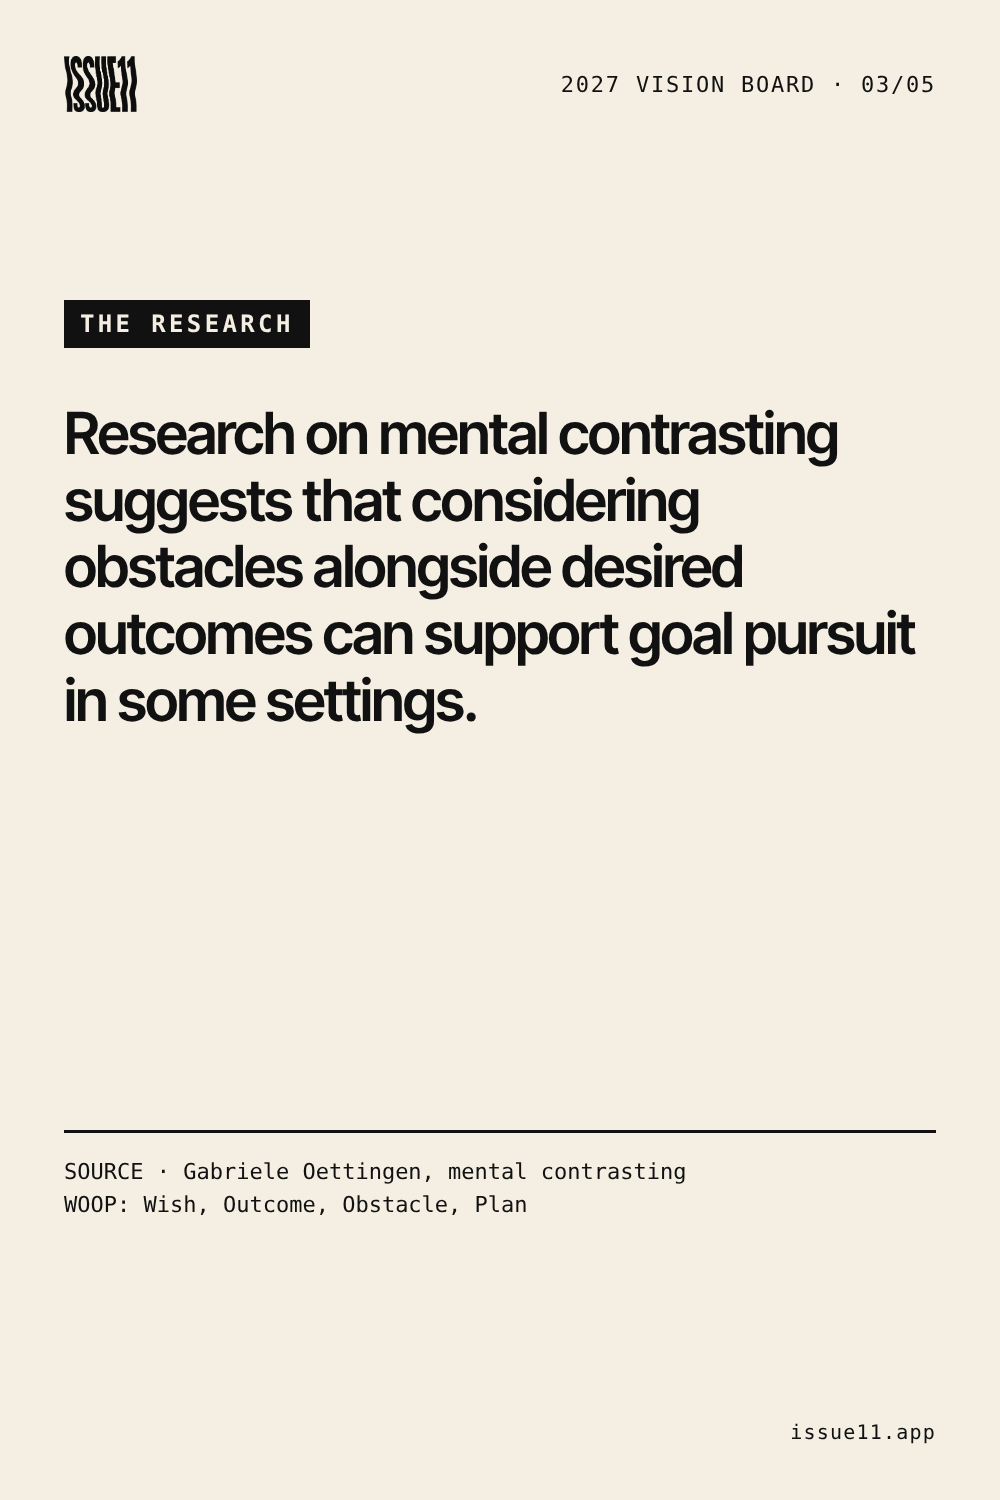 ISSUE11
2027 VISION BOARD · 03/05
THE RESEARCH
Research on mental contrasting
suggests that considering
obstacles alongside desired
outcomes can support goal pursuit
in some settings.
SOURCE · Gabriele Oettingen, mental contrasting
WOOP: Wish, Outcome, Obstacle, Plan
issue11.app